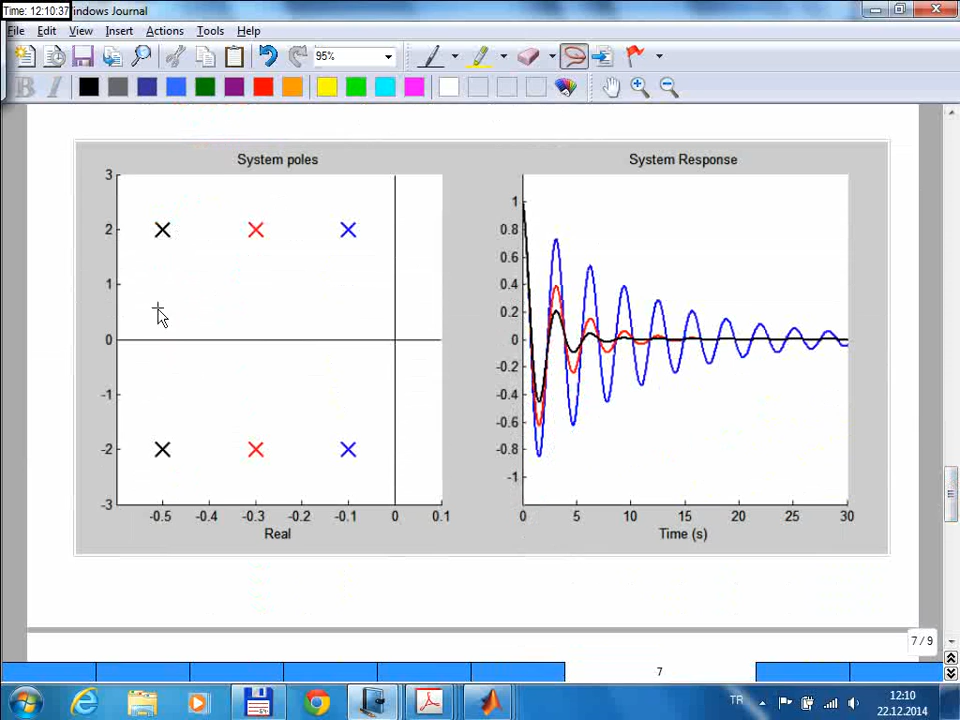 Time: 12:10:37
indows Journal
File Edit View Insert Actions Tools Help
95%
B I
System poles
System Response
3
2
1
0
-1
-2
-3
-0.5 -0.4 -0.3 -0.2 -0.1 0 0.1
Real
1
0.8
0.6
0.4
0.2
0
-0.2
-0.4
-0.6
-0.8
-1
0 5 10 15 20 25 30
Time (s)
7 / 9
7
TR
12:10
22.12.2014